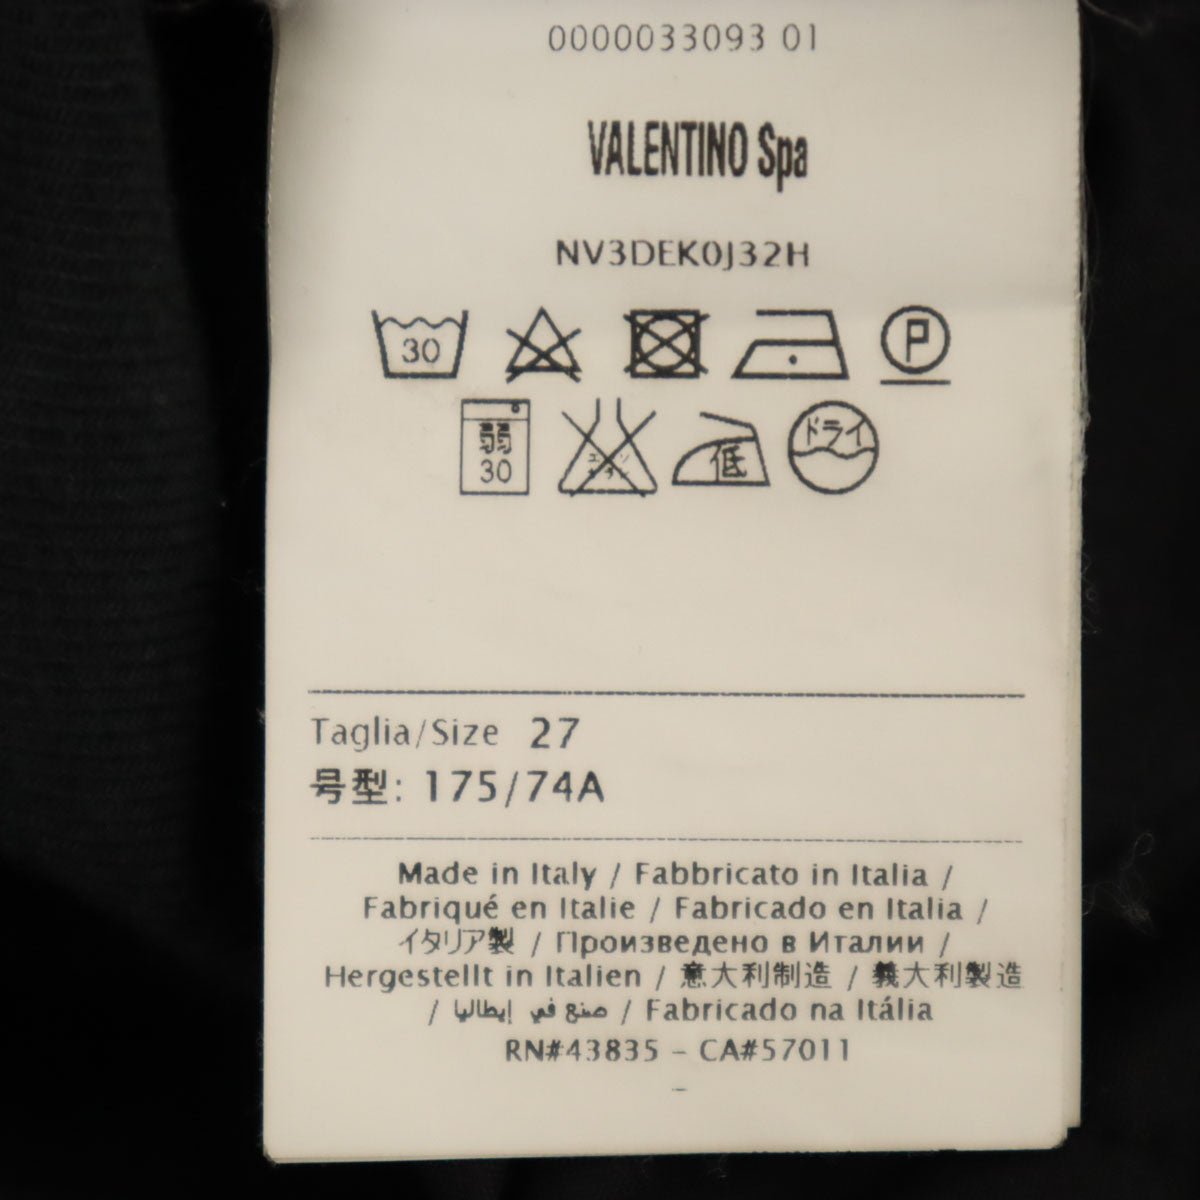 0000033093 01
VALENTINO Spa
NV3DEK0J32H
30 P
弱 低 ドライ
30
Taglia/Size 27
号型: 175/74A
Made in Italy / Fabbricato in Italia /
Fabriqué en Italie / Fabricado en Italia /
イタリア製 / Произведено в Италии /
Hergestellt in Italien / 意大利制造 / 義大利製造
/ صنع في إيطاليا / Fabricado na Itália
RN#43835 - CA#57011
-